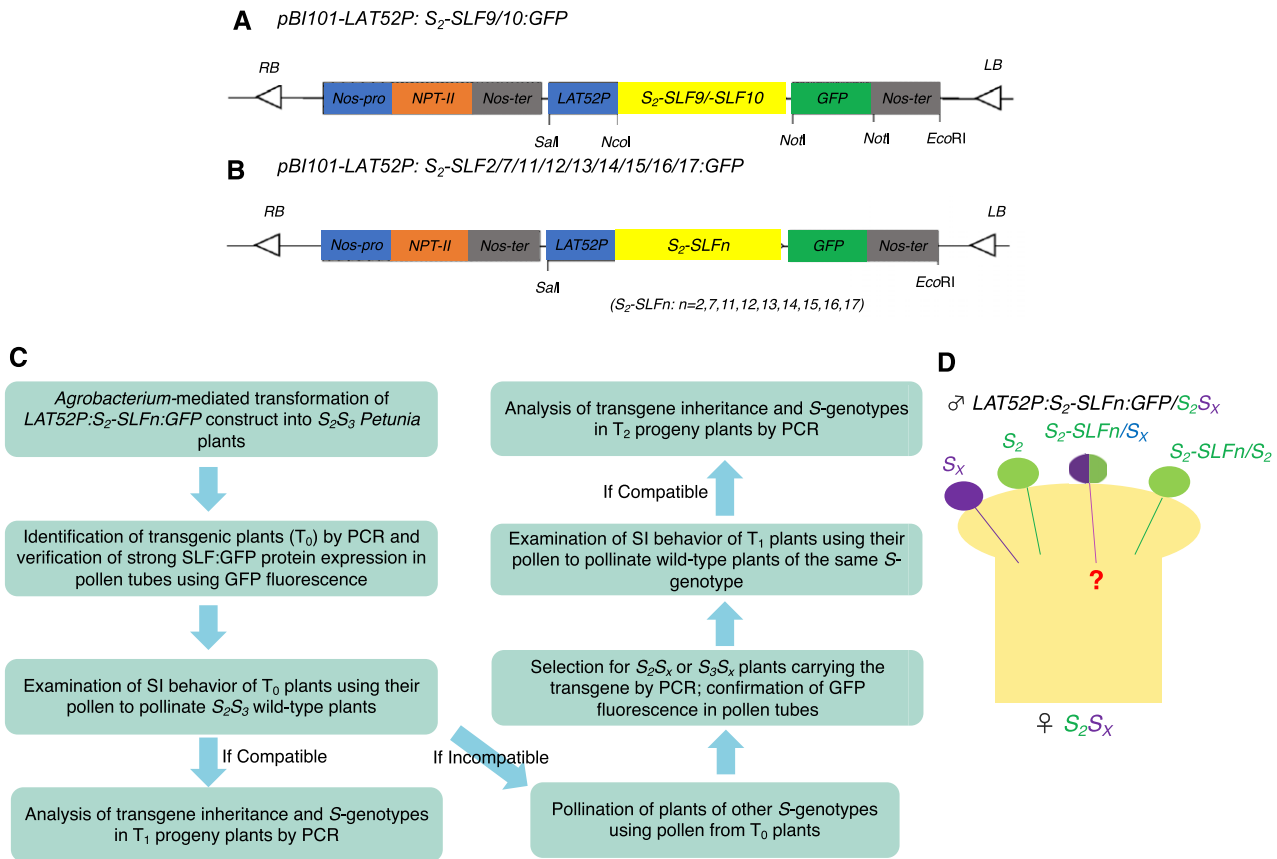 A pBI101-LAT52P: S2-SLF9/10:GFP
RB
LB
Nos-pro NPT-II Nos-ter LAT52P S2-SLF9/-SLF10 GFP Nos-ter
SalI NcoI NotI NotI EcoRI
B pBI101-LAT52P: S2-SLF2/7/11/12/13/14/15/16/17:GFP
RB
LB
Nos-pro NPT-II Nos-ter LAT52P S2-SLFn GFP Nos-ter
SalI EcoRI
(S2-SLFn: n=2,7,11,12,13,14,15,16,17)
C
Agrobacterium-mediated transformation of
LAT52P:S2-SLFn:GFP construct into S2S3 Petunia
plants
Identification of transgenic plants (T0) by PCR and
verification of strong SLF:GFP protein expression in
pollen tubes using GFP fluorescence
Examination of SI behavior of T0 plants using their
pollen to pollinate S2S3 wild-type plants
If Compatible
Analysis of transgene inheritance and S-genotypes
in T1 progeny plants by PCR
If Incompatible
Pollination of plants of other S-genotypes
using pollen from T0 plants
Selection for S2Sx or S3Sx plants carrying the
transgene by PCR; confirmation of GFP
fluorescence in pollen tubes
Examination of SI behavior of T1 plants using their
pollen to pollinate wild-type plants of the same S-
genotype
If Compatible
Analysis of transgene inheritance and S-genotypes
in T2 progeny plants by PCR
D
♂ LAT52P:S2-SLFn:GFP/S2SX
SX
S2
S2-SLFn/SX
S2-SLFn/S2
?
♀ S2SX